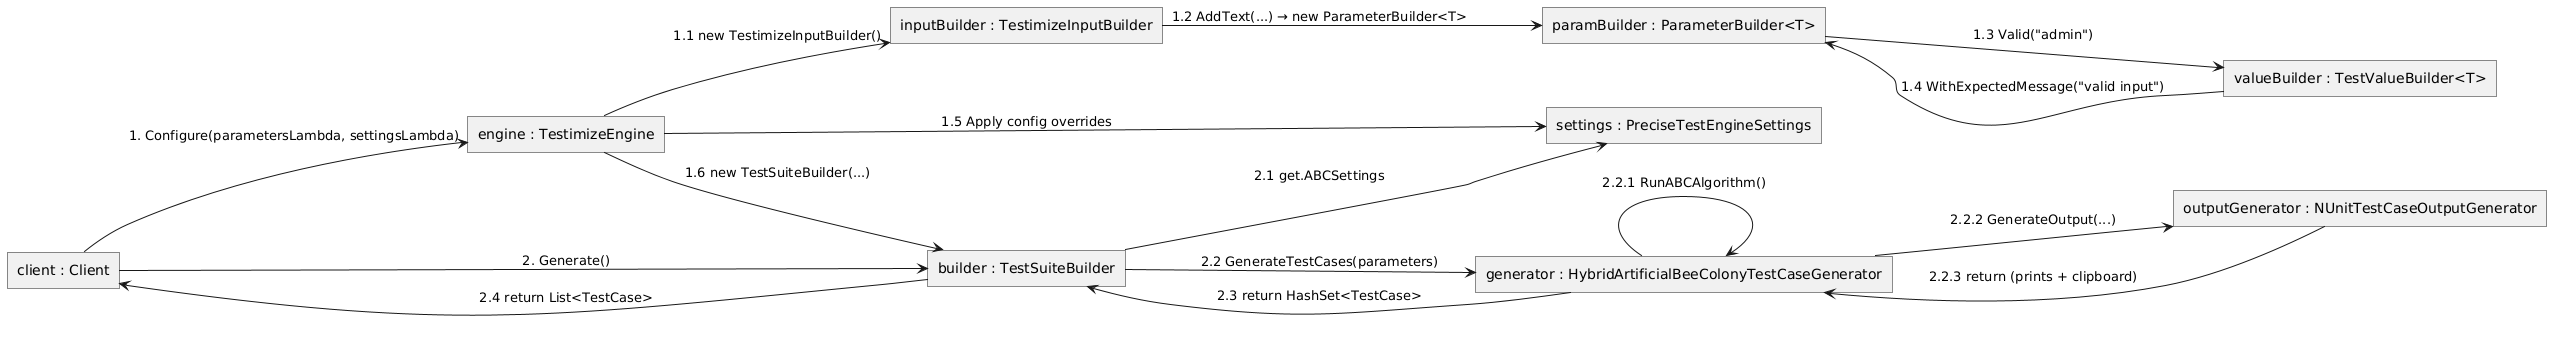 inputBuilder : TestimizeInputBuilder
1.2 AddText(...) → new ParameterBuilder<T>
paramBuilder : ParameterBuilder<T>
1.1 new TestimizeInputBuilder()
1.3 Valid("admin")
valueBuilder : TestValueBuilder<T>
1.4 WithExpectedMessage("valid input")
1. Configure(parametersLambda, settingsLambda)
engine : TestimizeEngine
1.5 Apply config overrides
settings : PreciseTestEngineSettings
1.6 new TestSuiteBuilder(...)
2.1 get.ABCSettings
2.2.1 RunABCAlgorithm()
outputGenerator : NUnitTestCaseOutputGenerator
2.2.2 GenerateOutput(...)
client : Client
2. Generate()
builder : TestSuiteBuilder
2.2 GenerateTestCases(parameters)
generator : HybridArtificialBeeColonyTestCaseGenerator
2.2.3 return (prints + clipboard)
2.4 return List<TestCase>
2.3 return HashSet<TestCase>